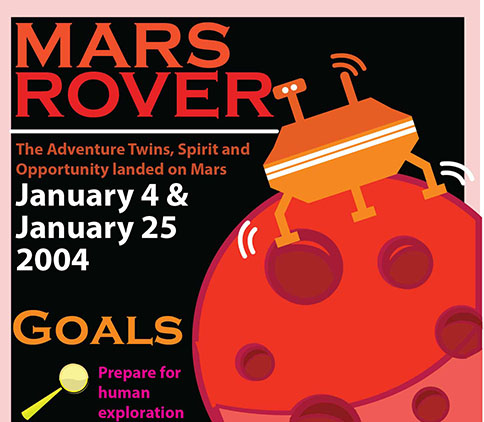 MARS
ROVER
The Adventure Twins, Spirit and
Opportunity landed on Mars
January 4 &
January 25
2004
GOALS
Prepare for
human
exploration